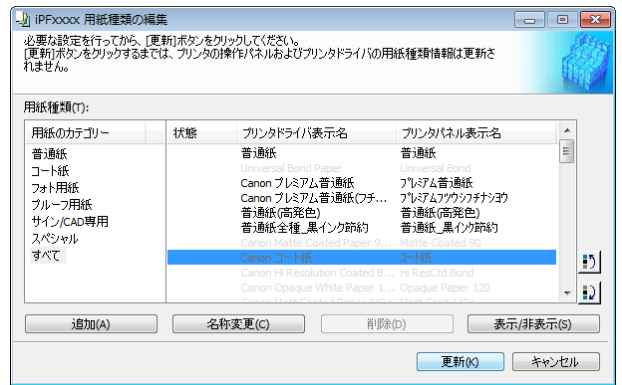 iPFxxxx 用紙種類の編集
必要な設定を行ってから、[更新]ボタンをクリックしてください。
[更新]ボタンをクリックするまでは、プリンタの操作パネルおよびプリンタドライバの用紙種類情報は更新さ
れません。
用紙種類(T):
用紙のカテゴリー 状態 プリンタドライバ表示名 プリンタパネル表示名
普通紙
コート紙
フォト用紙
プルーフ用紙
サイン/CAD専用
スペシャル
すべて
普通紙 普通紙
Universal Bond Paper Universal Bond
Canon プレミアム普通紙 プレミアム普通紙
Canon プレミアム普通紙(フチ... プレミアムフツウシフチナシヨウ
普通紙(高発色) 普通紙(高発色)
普通紙全種_黒インク節約 普通紙_黒インク節約
Canon Matte Coated Paper 9... Matte Coated 90
Canon コート紙 コート紙
Canon Hi Resolution Coated B... Hi ResCtd Bond
Canon Opaque White Paper 1... Opaque Paper 120
追加(A) 名称変更(C) 削除(D) 表示/非表示(S)
更新(K) キャンセル